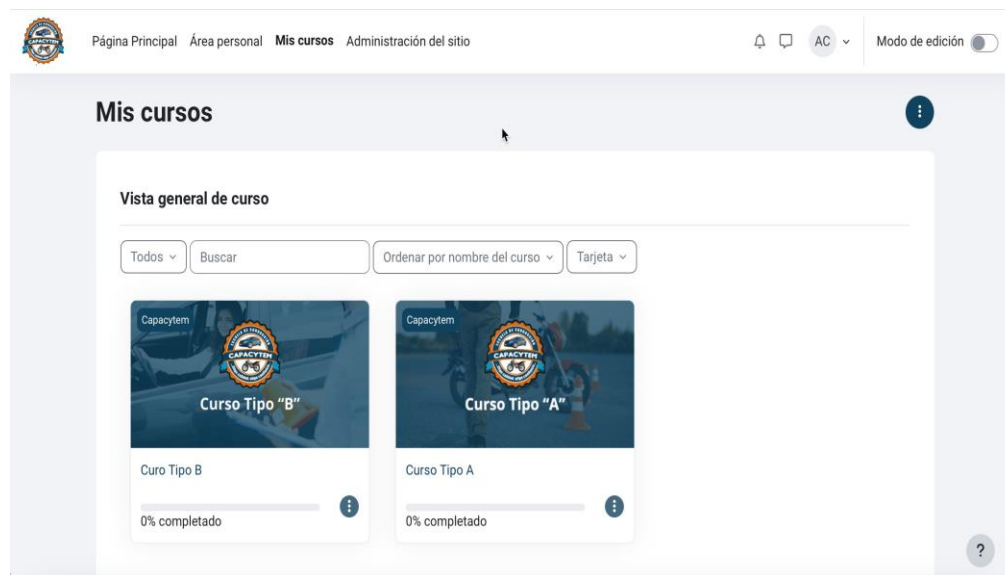 Página Principal Área personal Mis cursos Administración del sitio AC Modo de edición
Mis cursos
Vista general de curso
Todos Buscar Ordenar por nombre del curso Tarjeta
Capacytem
CAPACYTEM
Curso Tipo “B”
Curo Tipo B
0% completado
Capacytem
CAPACYTEM
Curso Tipo “A”
Curso Tipo A
0% completado
?